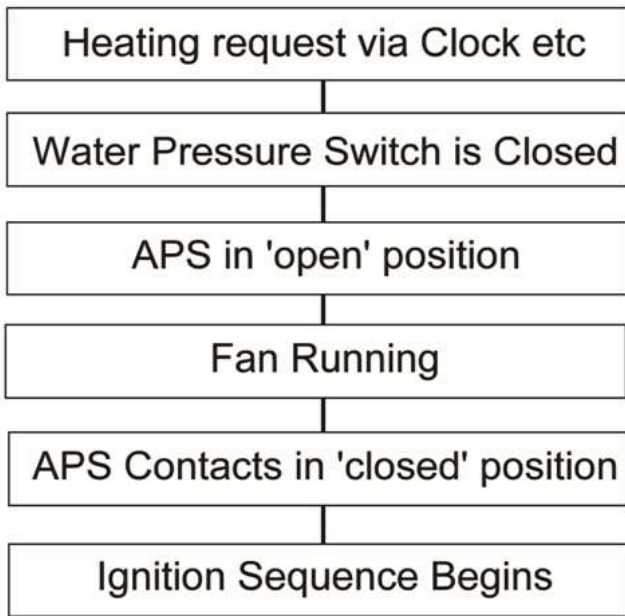 Heating request via Clock etc
Water Pressure Switch is Closed
APS in 'open' position
Fan Running
APS Contacts in 'closed' position
Ignition Sequence Begins